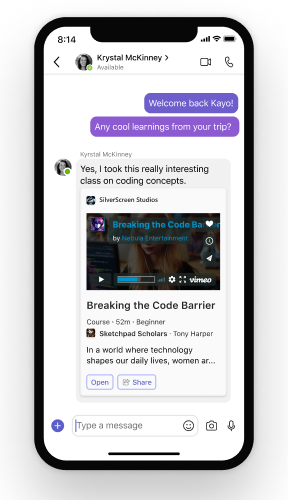 8:14
Krystal McKinney
Available
Welcome back Kayo!
Any cool learnings from your trip?
Kyrstal McKinney
Yes, I took this really interesting
class on coding concepts.
SilverScreen Studios
Breaking the Code Barrier
by Nebula Entertainment
vimeo
Breaking the Code Barrier
Course · 52m · Beginner
Sketchpad Scholars · Tony Harper
In a world where technology
shapes our daily lives, women ar...
Open
Share
Type a message